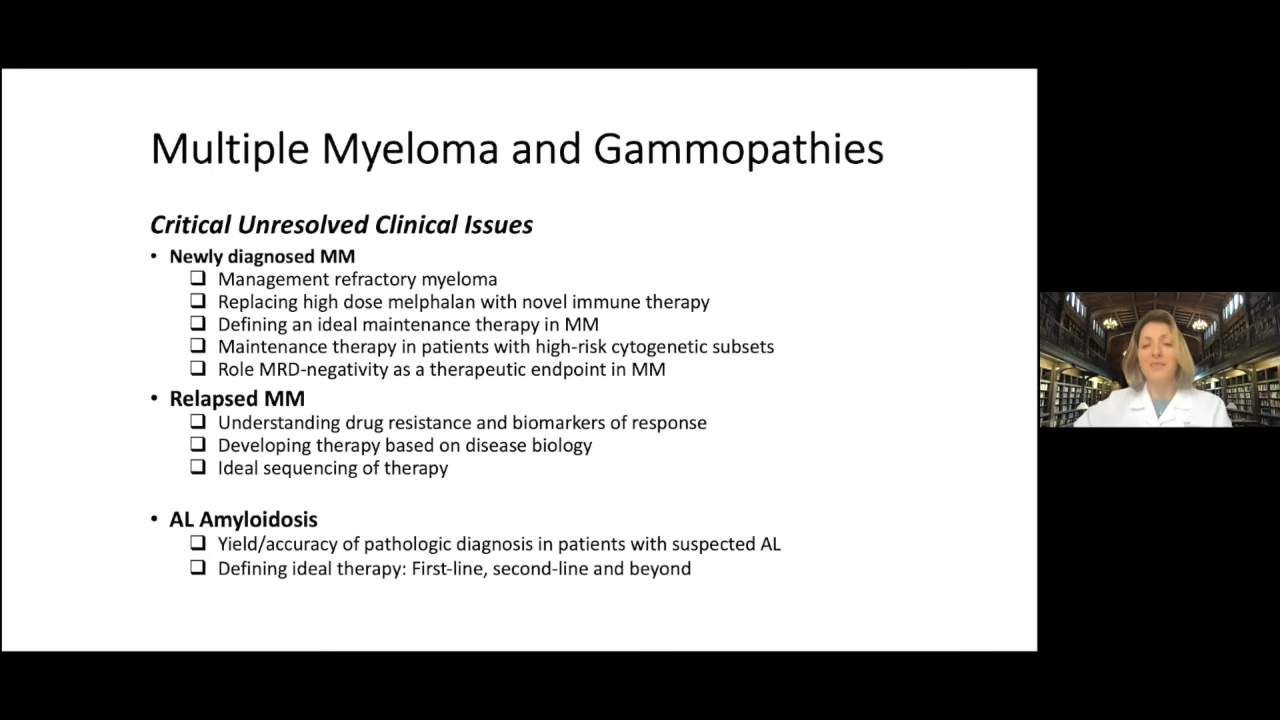 Multiple Myeloma and Gammopathies
Critical Unresolved Clinical Issues
• Newly diagnosed MM
❑ Management refractory myeloma
❑ Replacing high dose melphalan with novel immune therapy
❑ Defining an ideal maintenance therapy in MM
❑ Maintenance therapy in patients with high-risk cytogenetic subsets
❑ Role MRD-negativity as a therapeutic endpoint in MM
• Relapsed MM
❑ Understanding drug resistance and biomarkers of response
❑ Developing therapy based on disease biology
❑ Ideal sequencing of therapy
• AL Amyloidosis
❑ Yield/accuracy of pathologic diagnosis in patients with suspected AL
❑ Defining ideal therapy: First-line, second-line and beyond